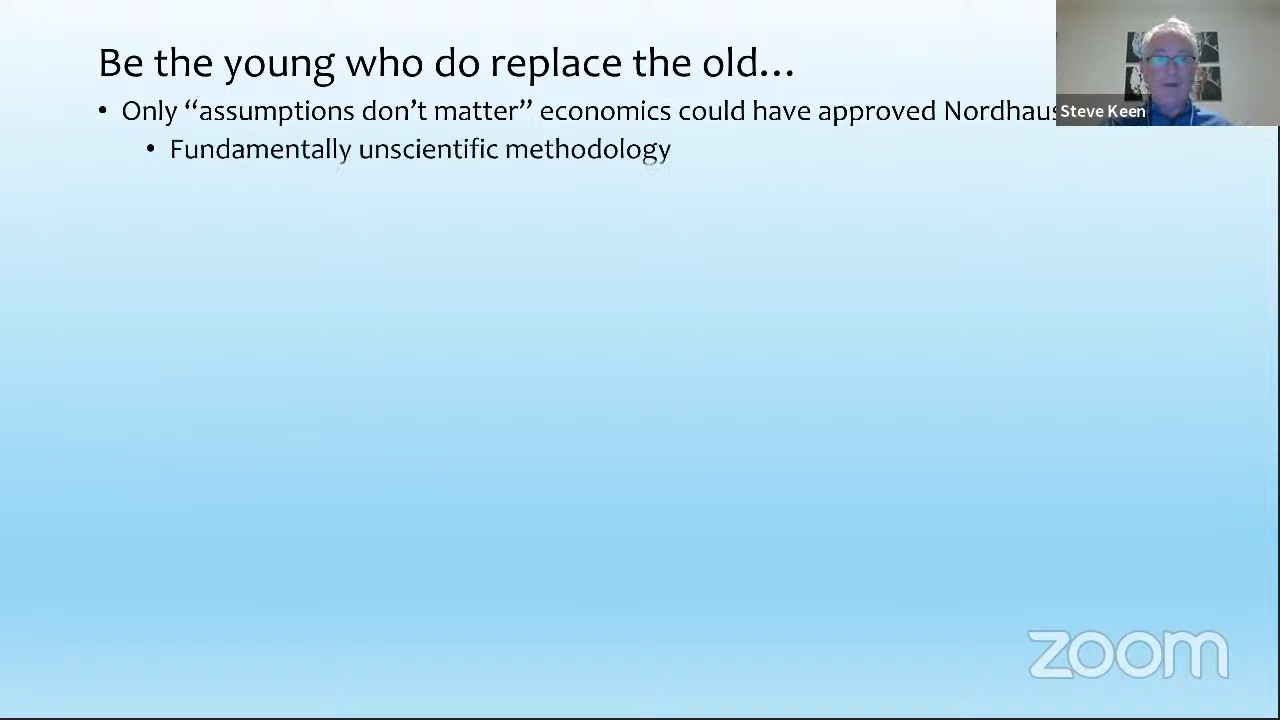 Be the young who do replace the old…
• Only “assumptions don’t matter” economics could have approved Nordhaus
Steve Keen
• Fundamentally unscientific methodology
zoom